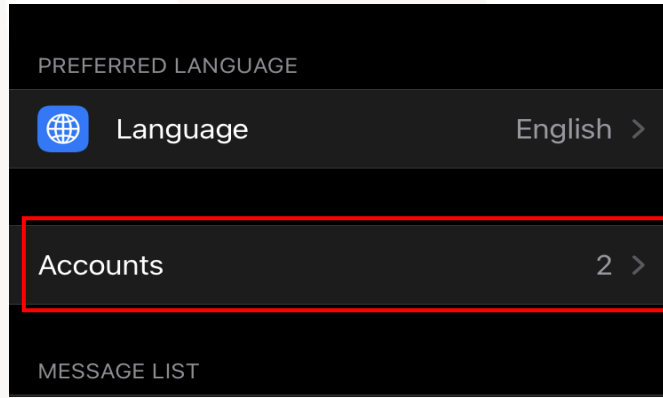 PREFERRED LANGUAGE
Language English >
Accounts 2 >
MESSAGE LIST